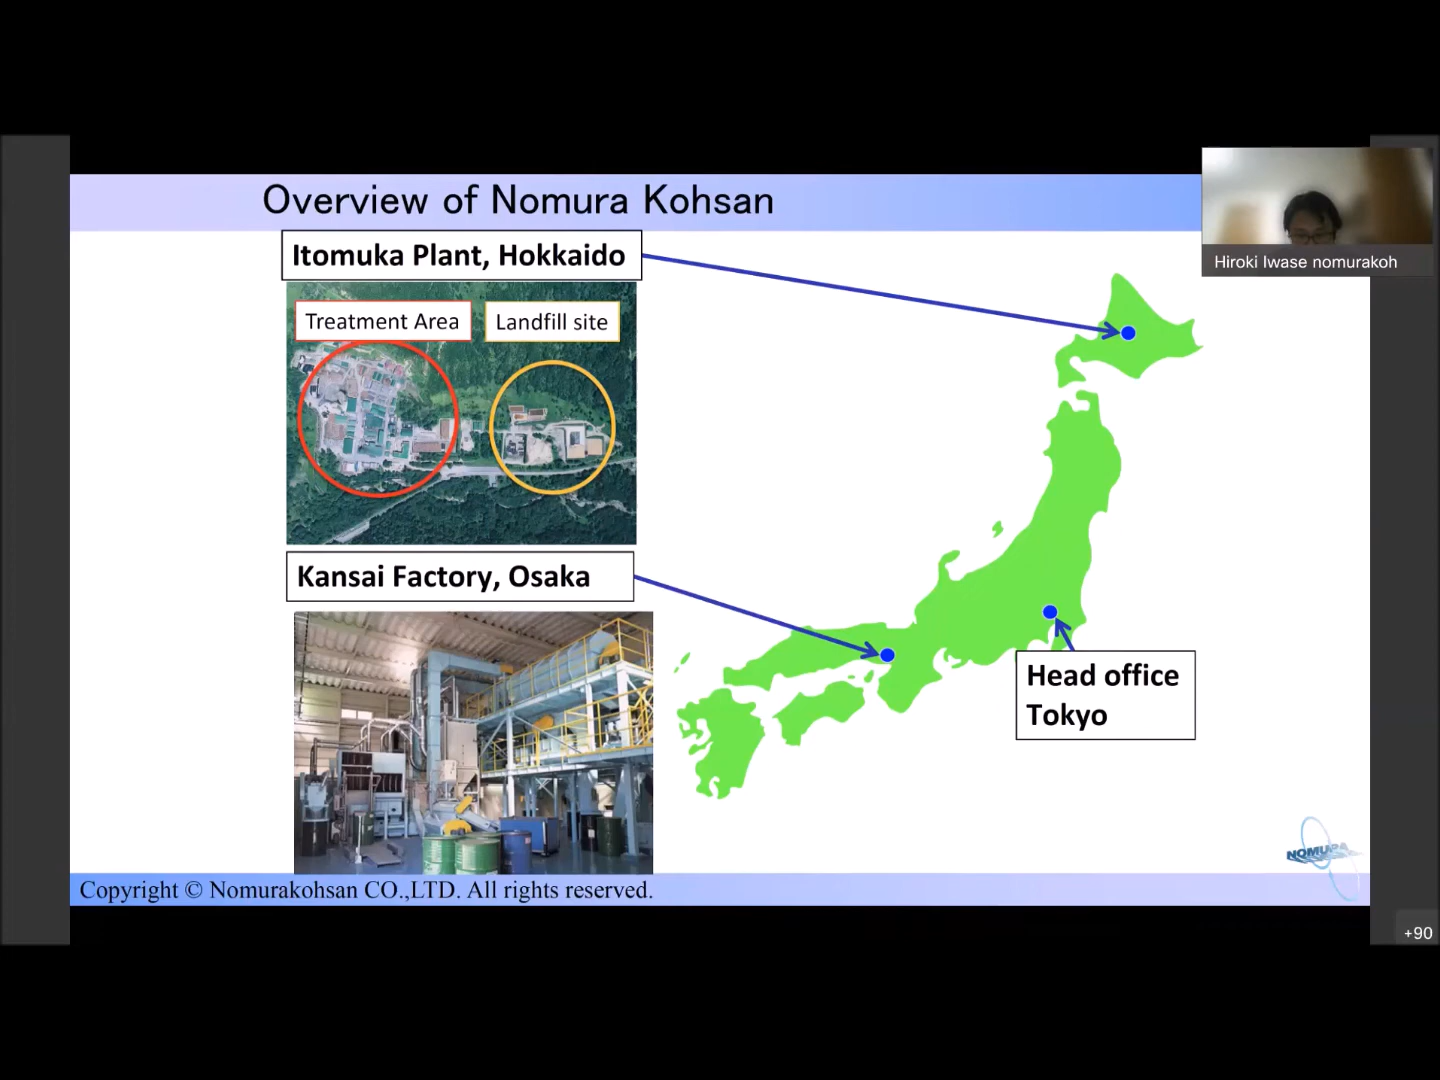 Overview of Nomura Kohsan
Itomuka Plant, Hokkaido
Treatment Area
Landfill site
Hiroki Iwase nomurakoh
Kansai Factory, Osaka
Head office
Tokyo
NOMURA
Copyright © Nomurakohsan CO.,LTD. All rights reserved.
+90